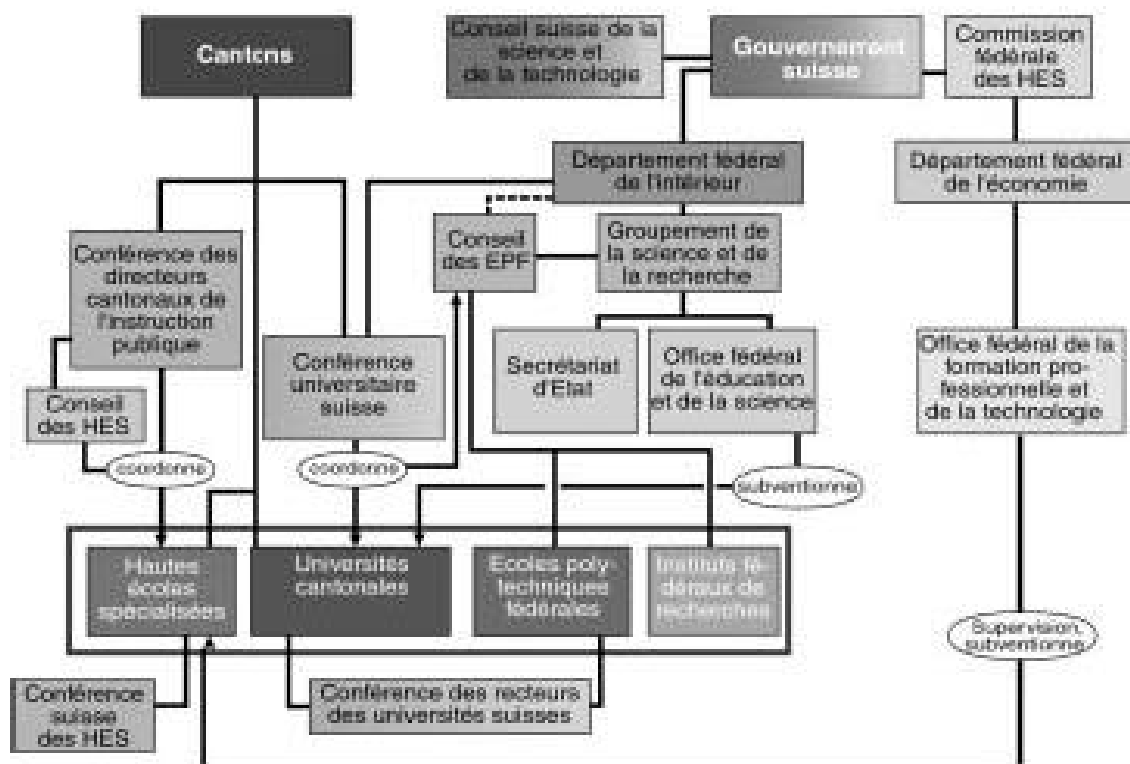 Cantons
Conseil suisse de la
science et
de la technologie
Gouvernement
suisse
Commission
fédérale
des HES
Département fédéral
de l'intérieur
Département fédéral
de l'économie
Conférence des
directeurs
cantonaux de
l'instruction
publique
Conseil
des EPF
Groupement de
la science et de
la recherche
Conférence
universitaire
suisse
Secrétariat
d'Etat
Office fédéral
de l'éducation
et de la science
Office fédéral de la
formation pro-
fessionnelle et
de la technologie
Conseil
des HES
coordonne
coordonne
subventionne
Hautes
écoles
spécialisées
Universités
cantonales
Ecoles poly-
techniques
fédérales
Instituts fé-
déraux de
recherches
Supervision,
subventionne
Conférence
suisse
des HES
Conférence des recteurs
des universités suisses